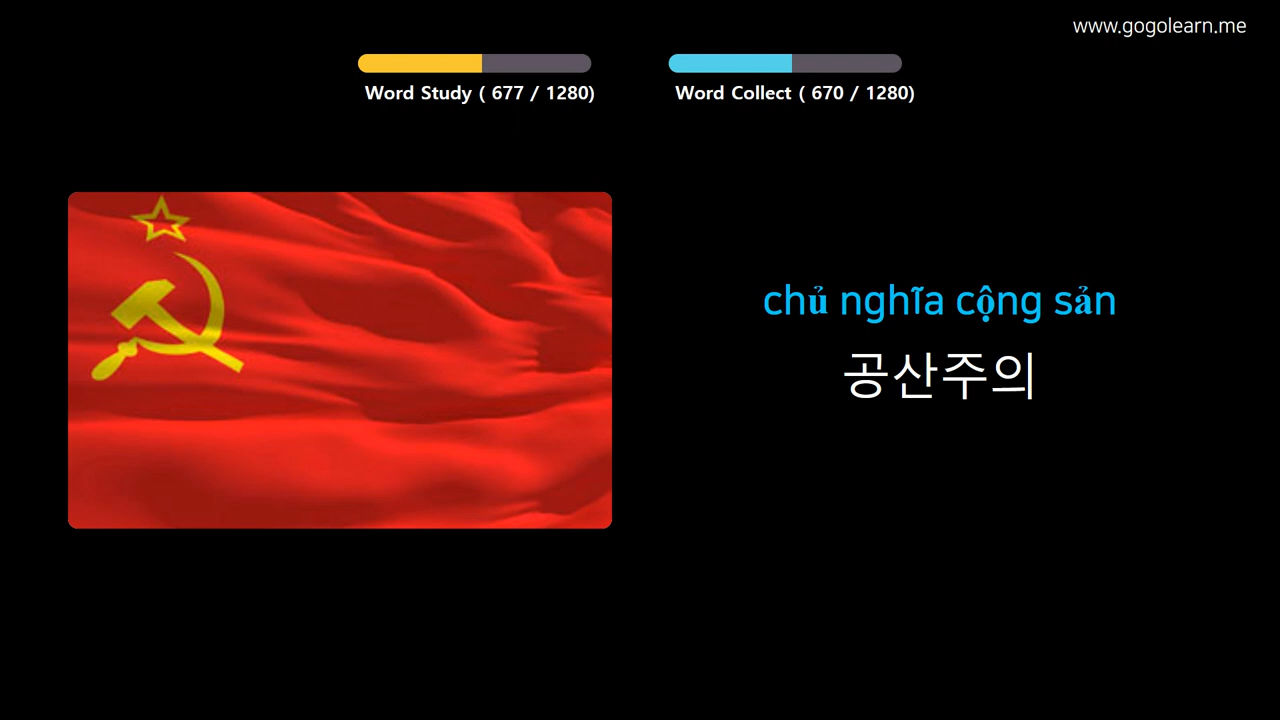 www.gogolearn.me
Word Study ( 677 / 1280)
Word Collect ( 670 / 1280)
chủ nghĩa cộng sản
공산주의